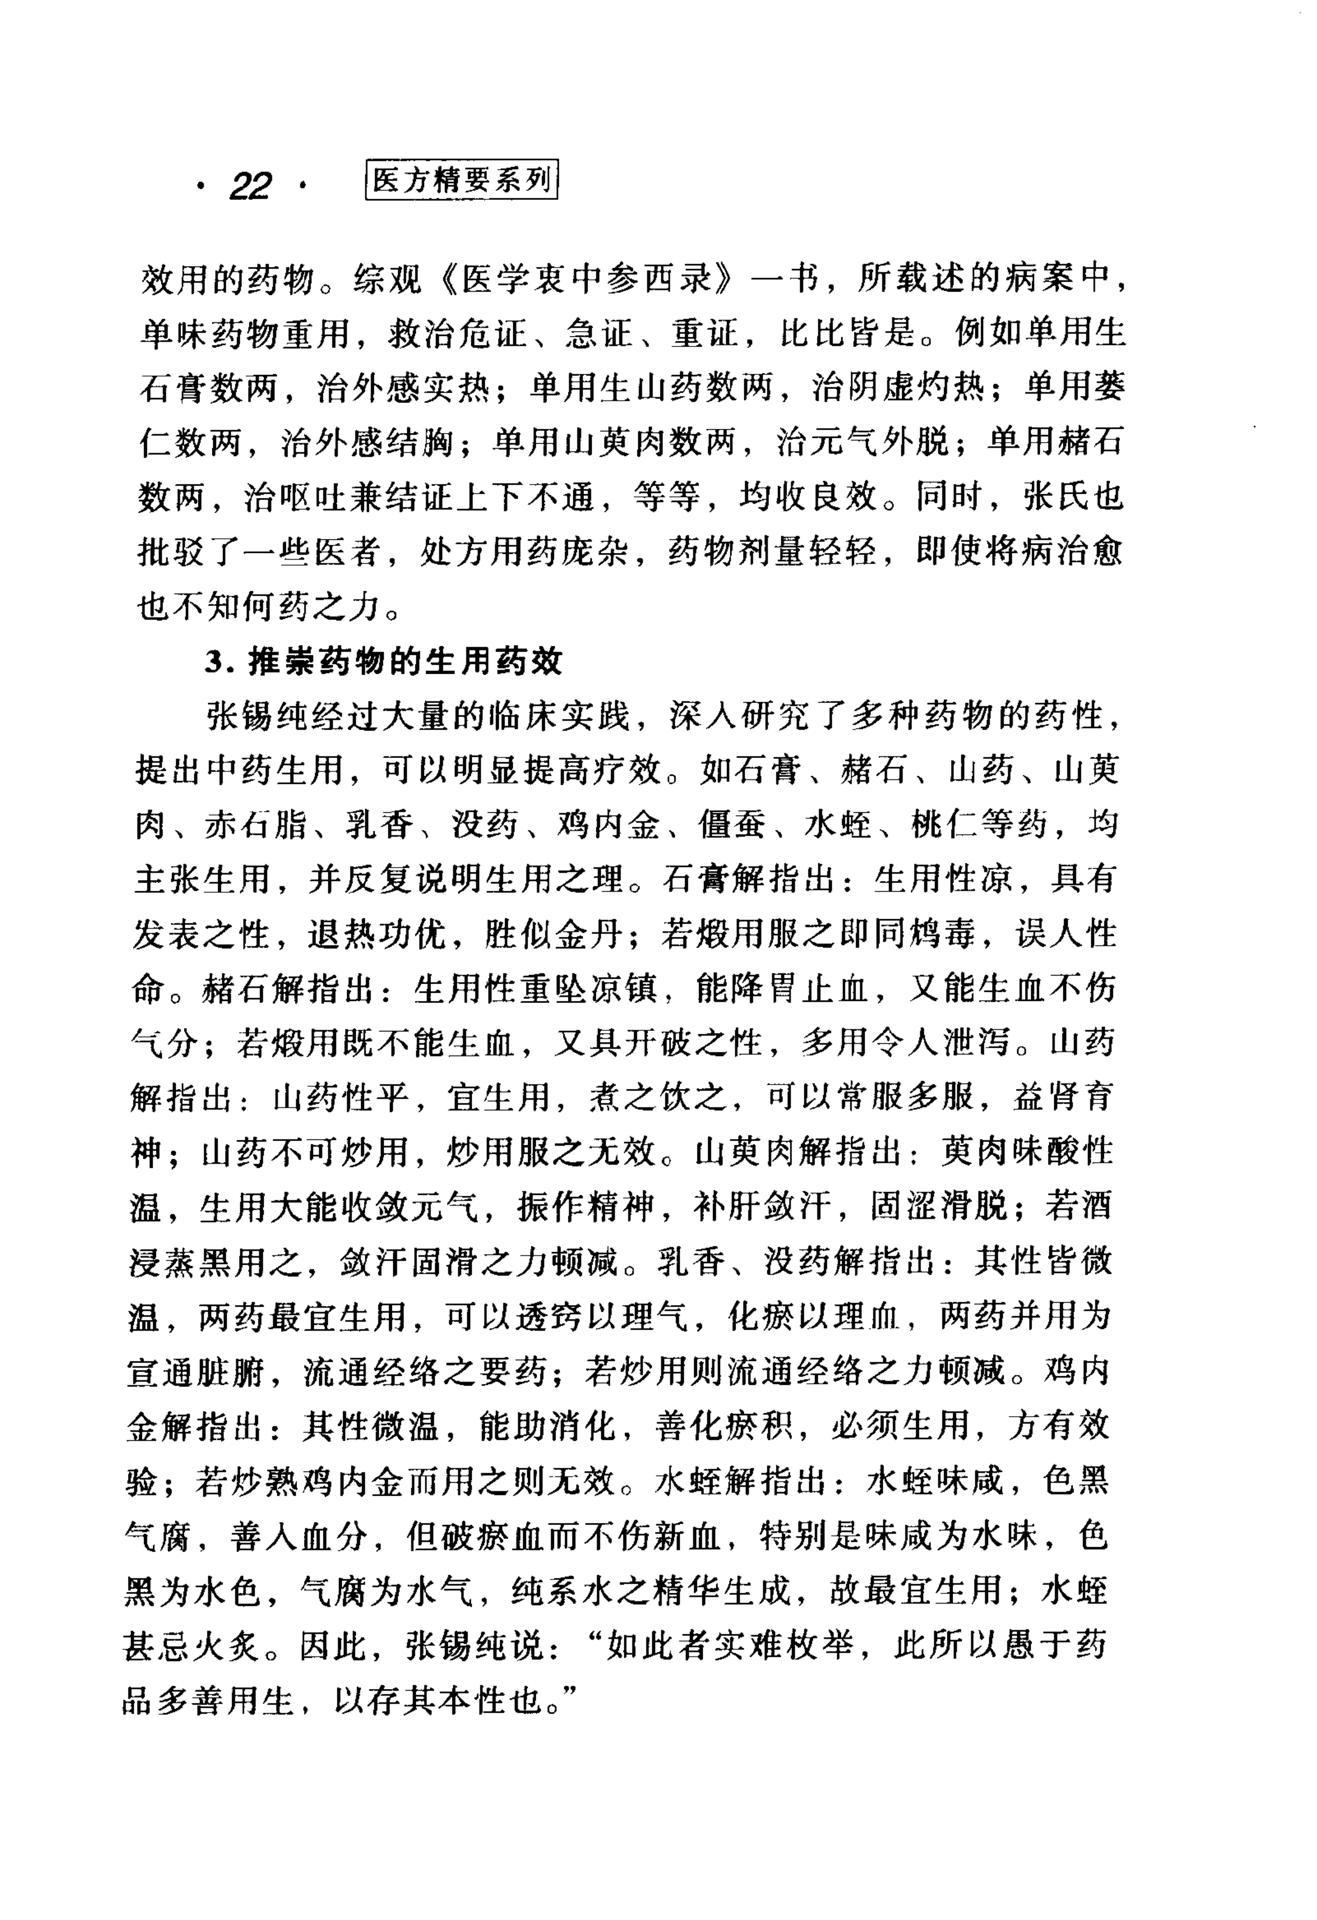 · 22 · 医方精要系列
效用的药物。综观《医学衷中参西录》一书，所载述的病案中，
单味药物重用，救治危证、急证、重证，比比皆是。例如单用生
石膏数两，治外感实热；单用生山药数两，治阴虚灼热；单用蒌
仁数两，治外感结胸；单用山萸肉数两，治元气外脱；单用赭石
数两，治呕吐兼结证上下不通，等等，均收良效。同时，张氏也
批驳了一些医者，处方用药庞杂，药物剂量轻轻，即使将病治愈
也不知何药之力。
3. 推崇药物的生用药效
张锡纯经过大量的临床实践，深入研究了多种药物的药性，
提出中药生用，可以明显提高疗效。如石膏、赭石、山药、山萸
肉、赤石脂、乳香、没药、鸡内金、僵蚕、水蛭、桃仁等药，均
主张生用，并反复说明生用之理。石膏解指出：生用性凉，具有
发表之性，退热功优，胜似金丹；若煅用服之即同鸩毒，误人性
命。赭石解指出：生用性重坠凉镇，能降胃止血，又能生血不伤
气分；若煅用既不能生血，又具开破之性，多用令人泄泻。山药
解指出：山药性平，宜生用，煮之饮之，可以常服多服，益肾育
神；山药不可炒用，炒用服之无效。山萸肉解指出：萸肉味酸性
温，生用大能收敛元气，振作精神，补肝敛汗，固涩滑脱；若酒
浸蒸黑用之，敛汗固滑之力顿减。乳香、没药解指出：其性皆微
温，两药最宜生用，可以透窍以理气，化瘀以理血，两药并用为
宣通脏腑，流通经络之要药；若炒用则流通经络之力顿减。鸡内
金解指出：其性微温，能助消化，善化瘀积，必须生用，方有效
验；若炒熟鸡内金而用之则无效。水蛭解指出：水蛭味咸，色黑
气腐，善入血分，但破瘀血而不伤新血，特别是味咸为水味，色
黑为水色，气腐为水气，纯系水之精华生成，故最宜生用；水蛭
甚忌火炙。因此，张锡纯说：“如此者实难枚举，此所以愚于药
品多善用生，以存其本性也。”